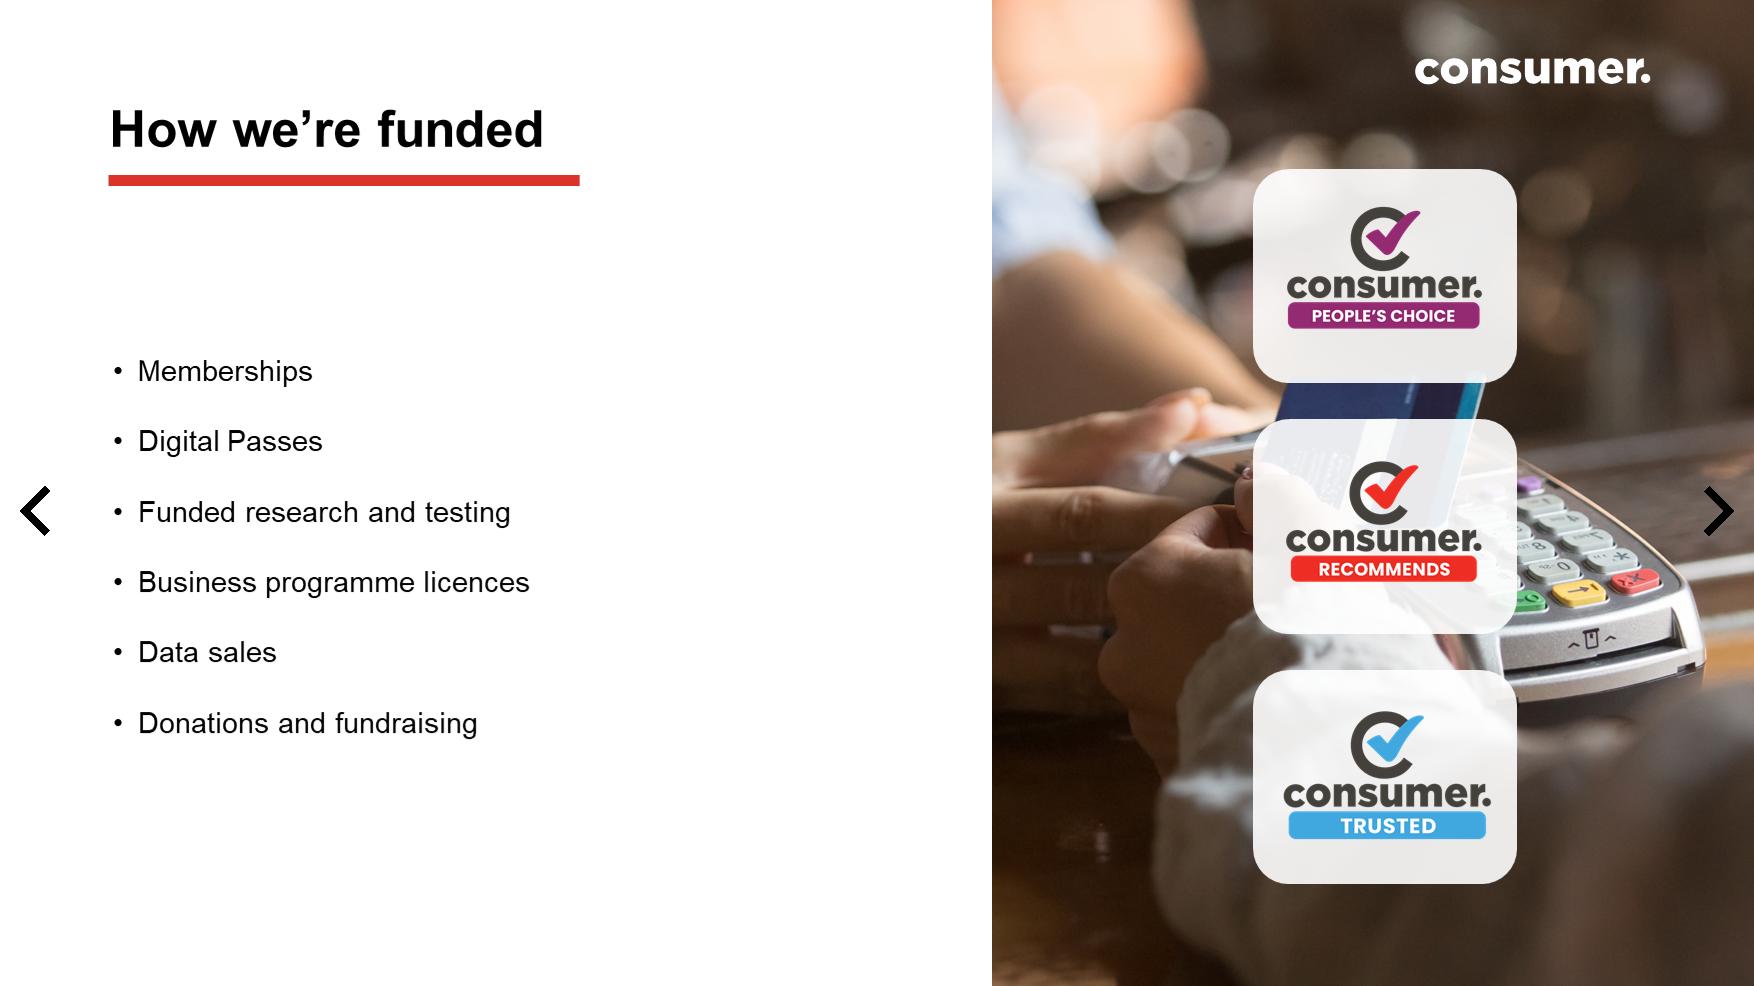 How we’re funded
• Memberships
• Digital Passes
• Funded research and testing
• Business programme licences
• Data sales
• Donations and fundraising
consumer.
consumer.
PEOPLE’S CHOICE
consumer.
RECOMMENDS
consumer.
TRUSTED